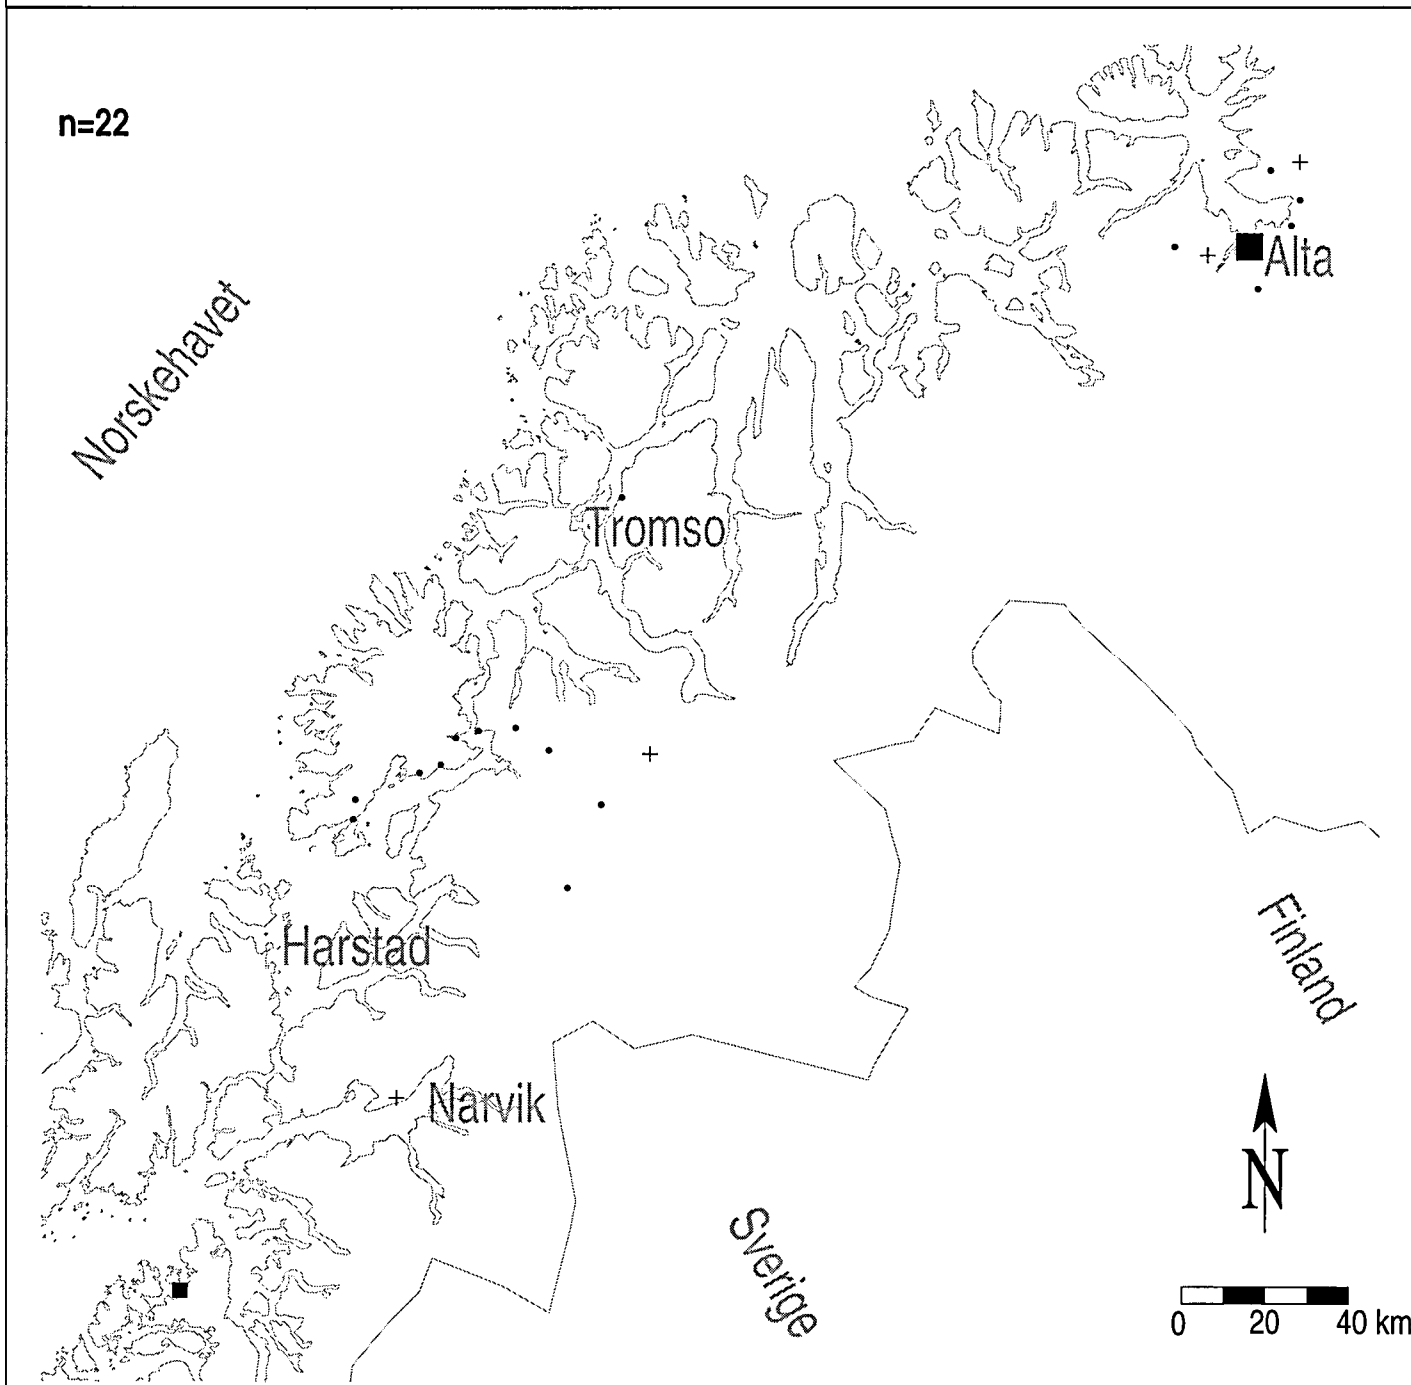 n=22
Alta
Norskehavet
Tromso
Finland
Harstad
Narvik
N
Sverige
0 20 40 km